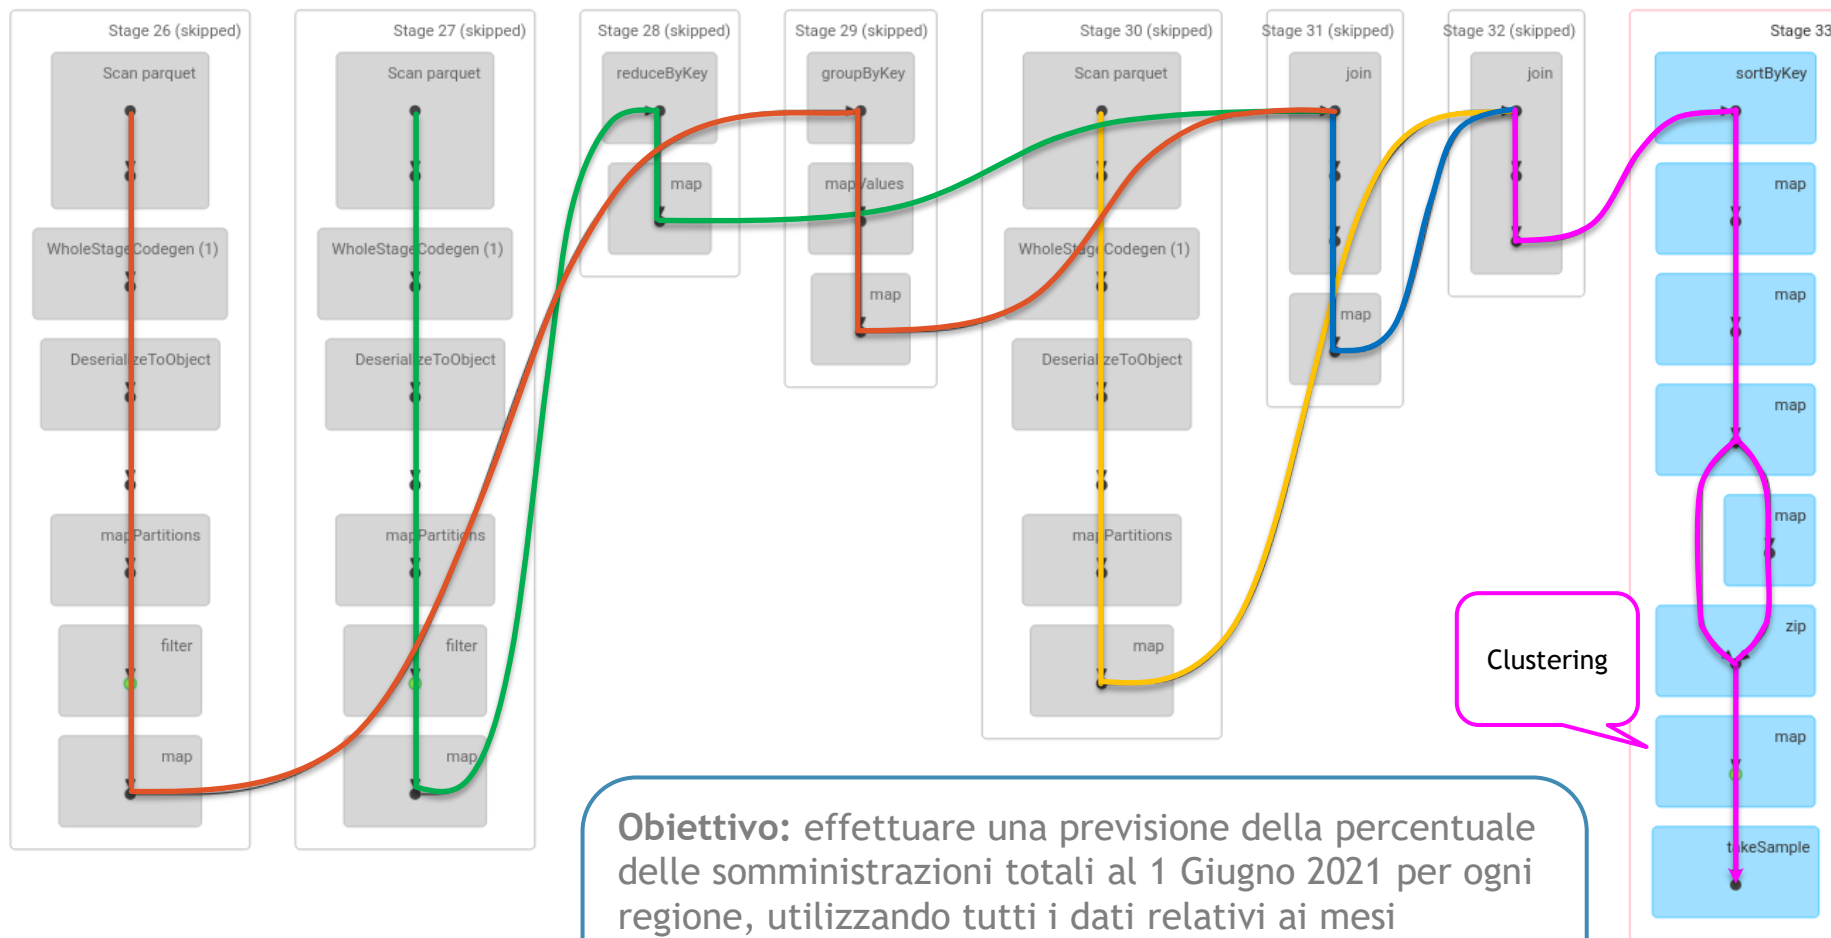 Stage 26 (skipped)
Scan parquet
WholeStageCodegen (1)
DeserializeToObject
mapPartitions
filter
map
Stage 27 (skipped)
Scan parquet
WholeStageCodegen (1)
DeserializeToObject
mapPartitions
filter
map
Stage 28 (skipped)
reduceByKey
map
Stage 29 (skipped)
groupByKey
mapValues
map
Stage 30 (skipped)
Scan parquet
WholeStageCodegen (1)
DeserializeToObject
mapPartitions
map
Stage 31 (skipped)
join
map
Stage 32 (skipped)
join
Stage 33
sortByKey
map
map
map
map
zip
map
takeSample
Clustering
Obiettivo: effettuare una previsione della percentuale
delle somministrazioni totali al 1 Giugno 2021 per ogni
regione, utilizzando tutti i dati relativi ai mesi